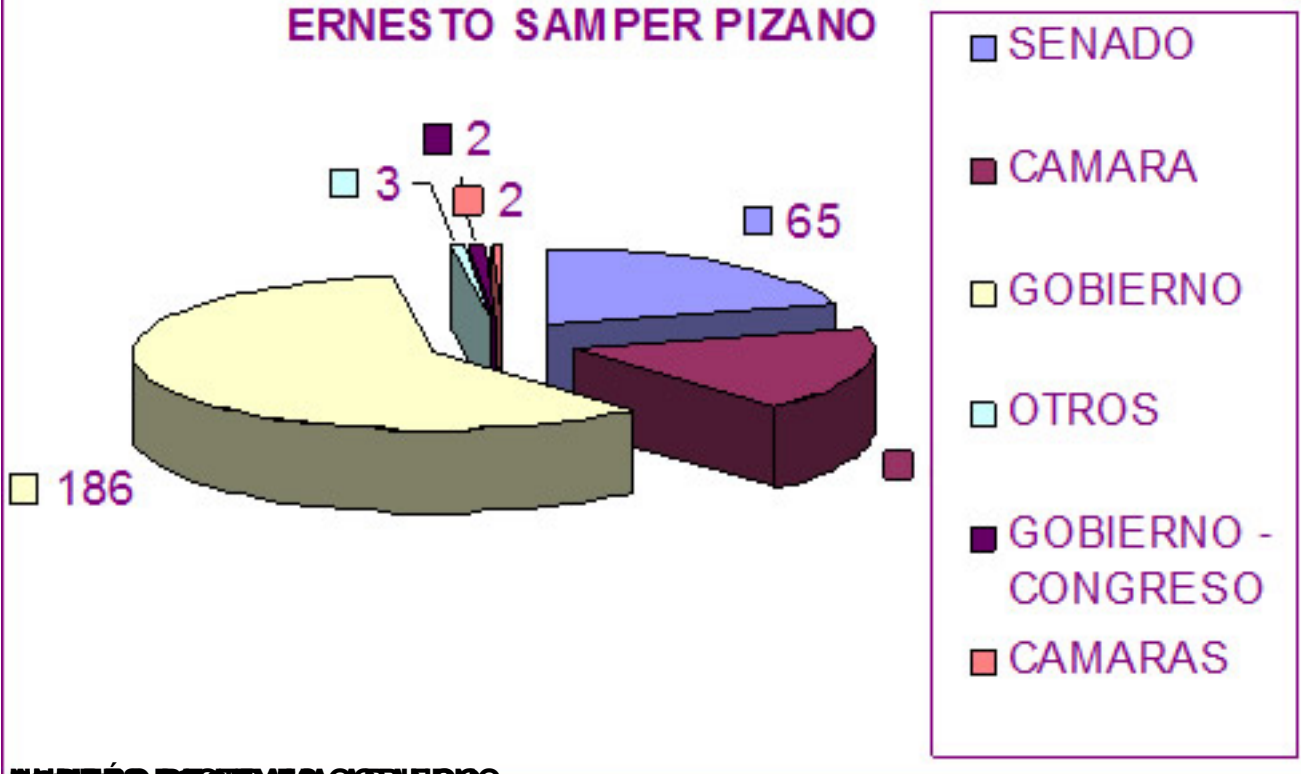 ERNESTO SAMPER PIZANO
SENADO
CAMARA
GOBIERNO
OTROS
GOBIERNO -
CONGRESO
CAMARAS
2
3
2
65
186